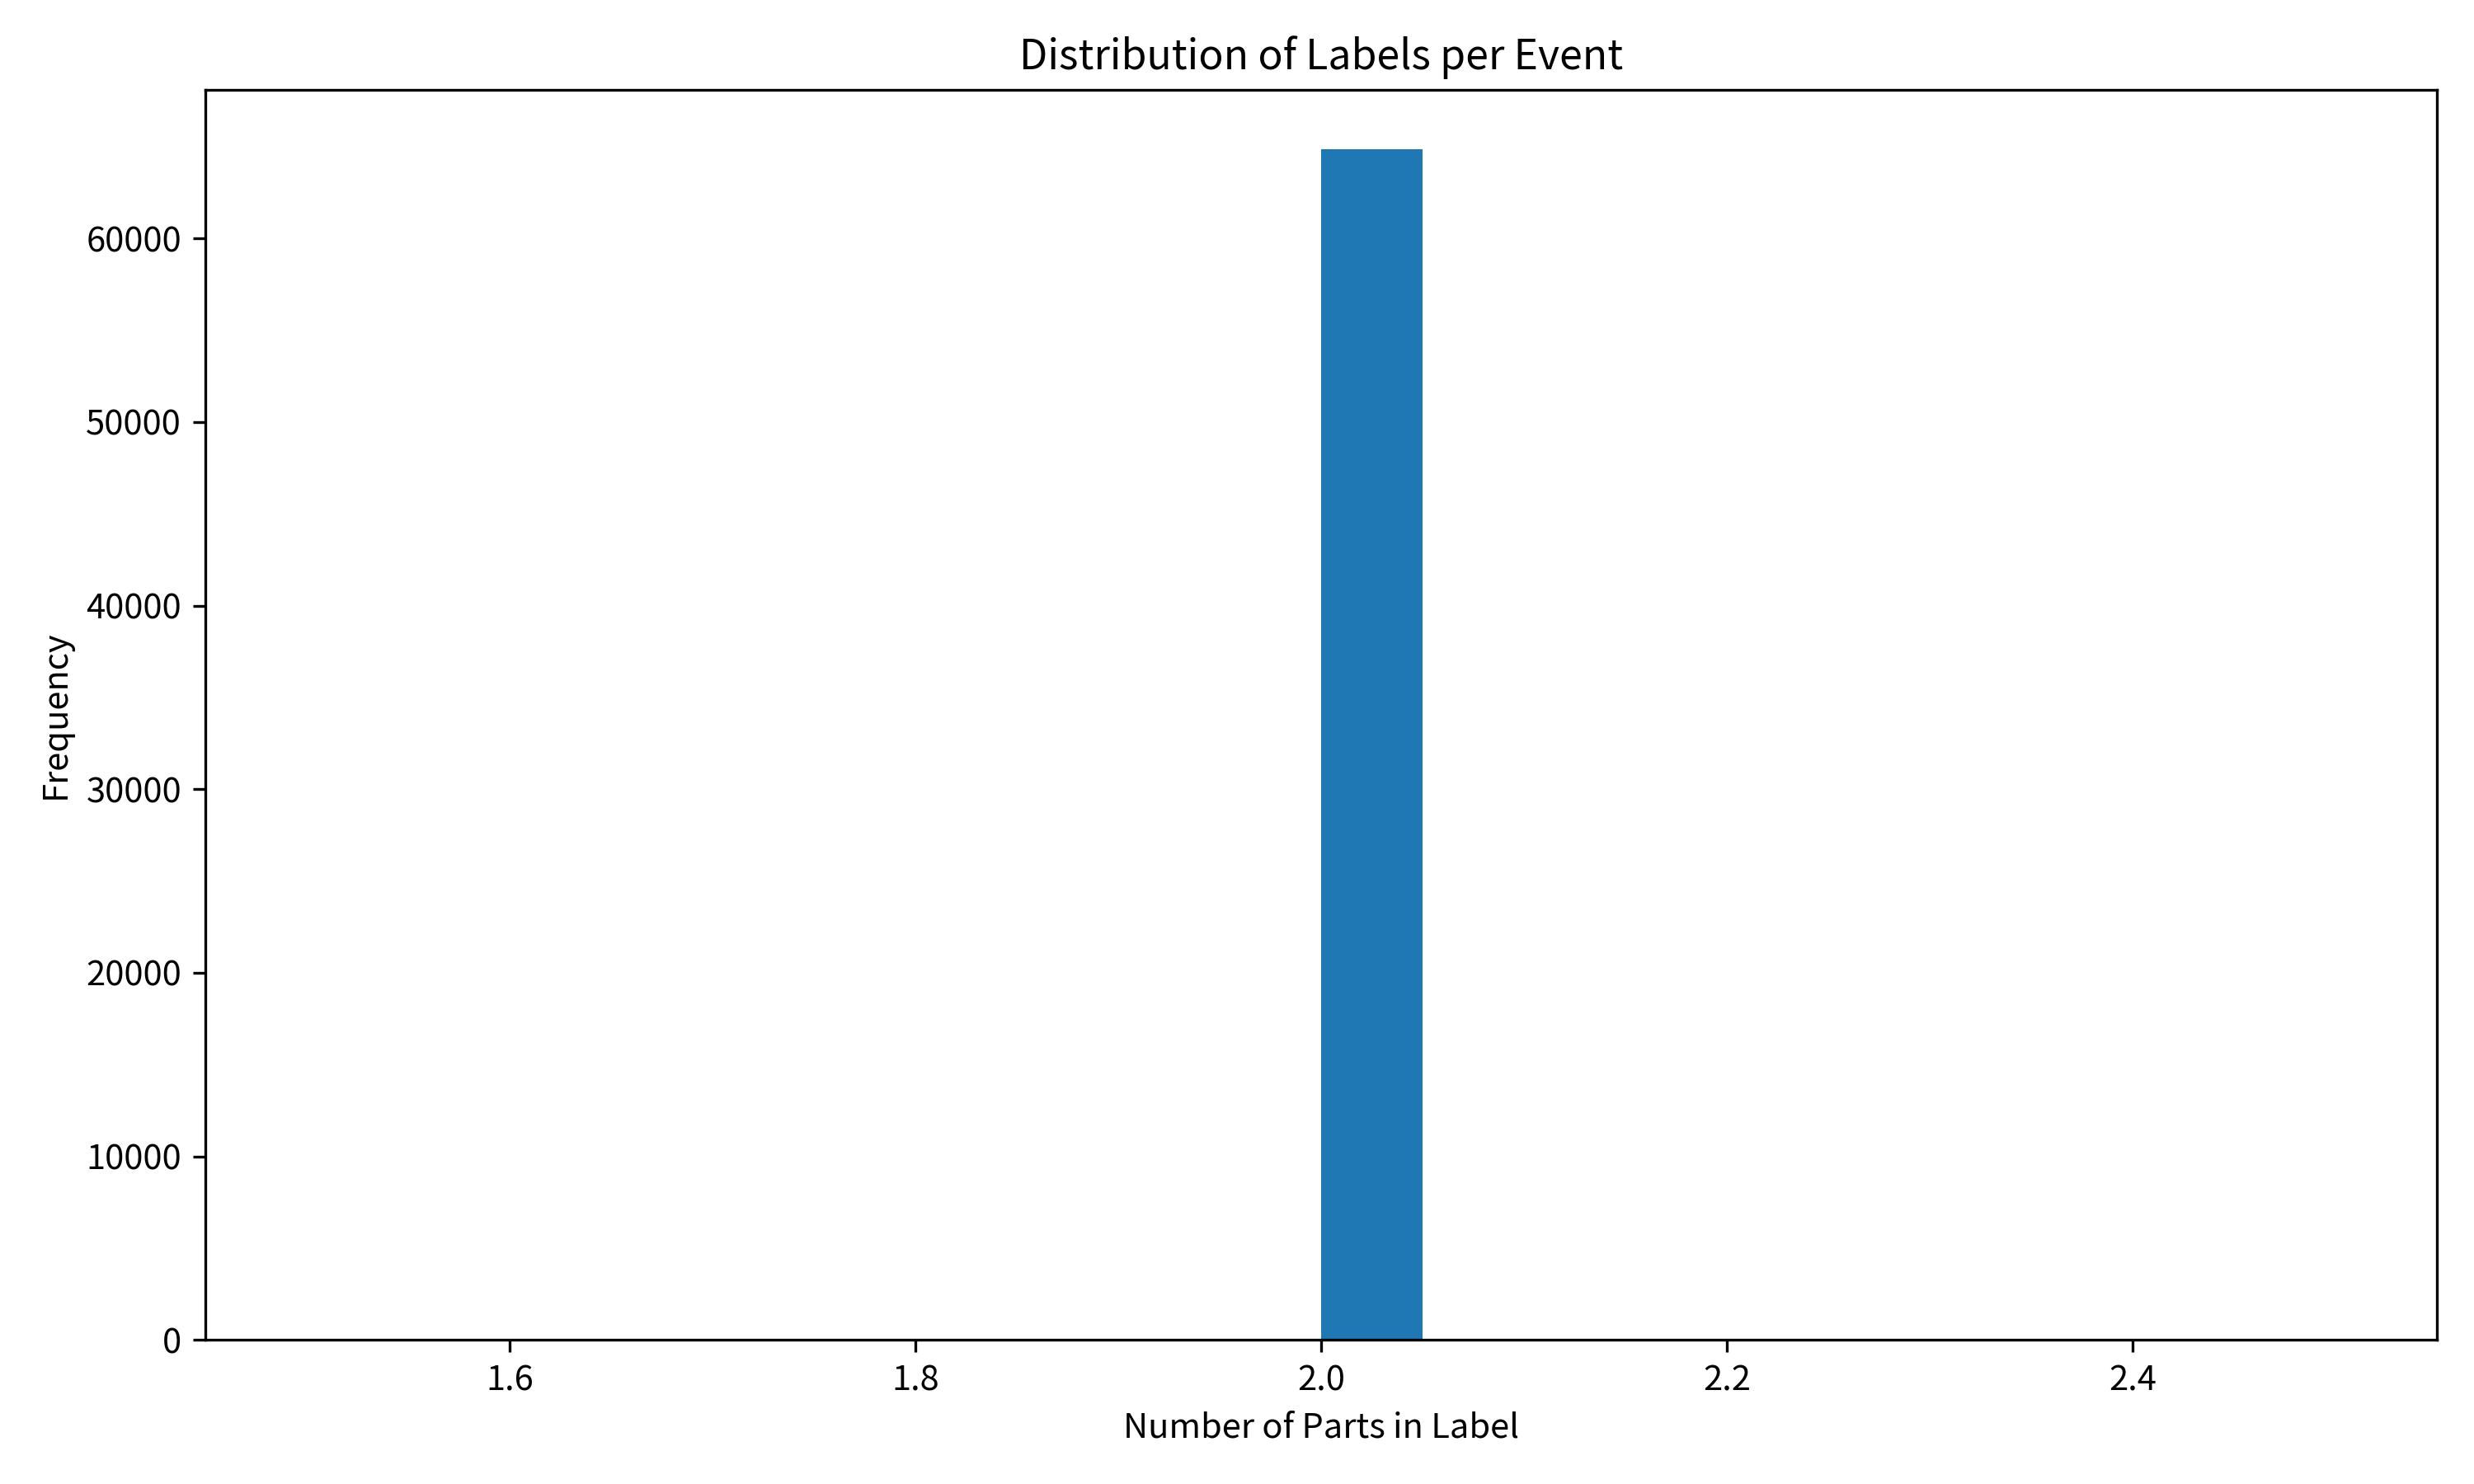 Distribution of Labels per Event
60000
50000
40000
30000
20000
10000
0
Frequency
1.6 1.8 2.0 2.2 2.4
Number of Parts in Label